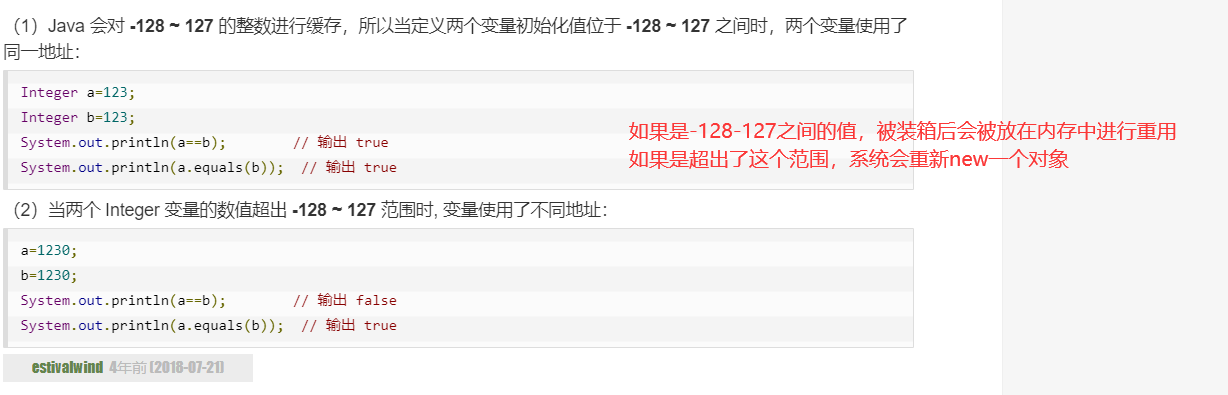 （1）Java 会对 -128 ~ 127 的整数进行缓存，所以当定义两个变量初始化值位于 -128 ~ 127 之间时，两个变量使用了
同一地址：
Integer a=123;
Integer b=123;
System.out.println(a==b);        // 输出 true
System.out.println(a.equals(b));  // 输出 true
如果是-128-127之间的值，被装箱后会被放在内存中进行重用
如果是超出了这个范围，系统会重新new一个对象
（2）当两个 Integer 变量的数值超出 -128 ~ 127 范围时, 变量使用了不同地址：
a=1230;
b=1230;
System.out.println(a==b);        // 输出 false
System.out.println(a.equals(b));  // 输出 true
estivalwind 4年前 (2018-07-21)